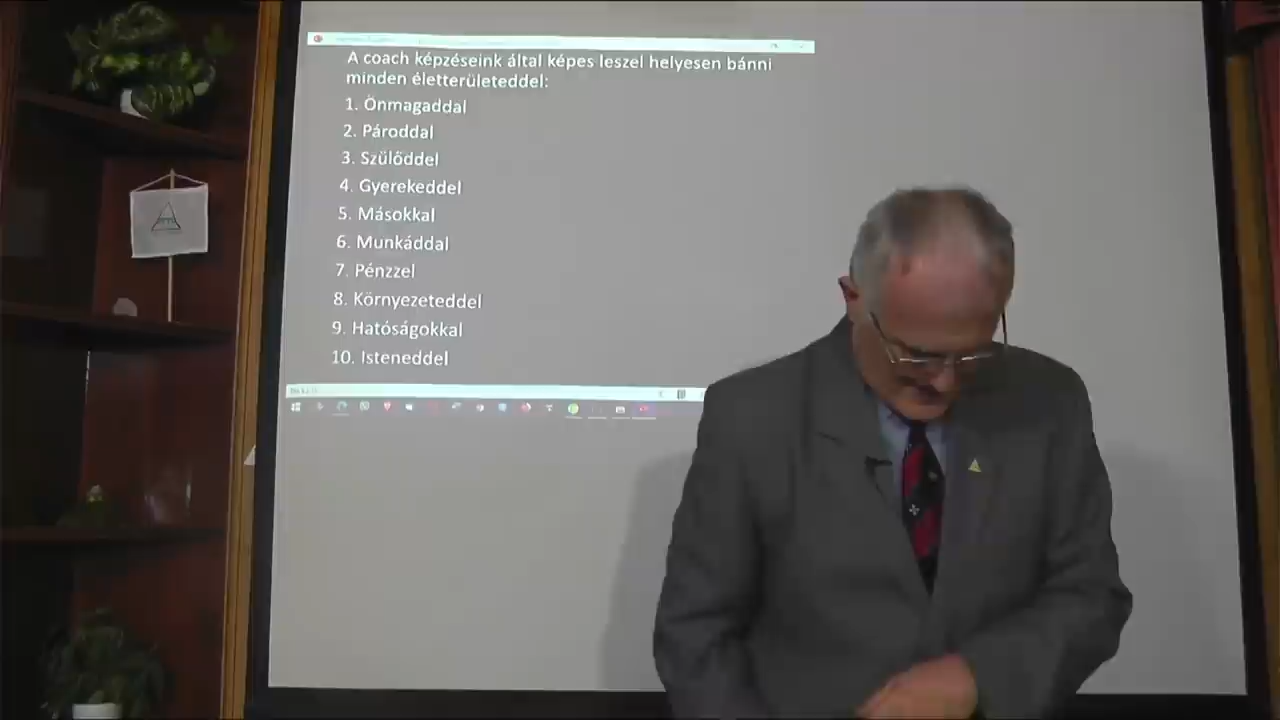 A coach képzéseink által képes leszel helyesen bánni
minden életterületeddel:
1. Önmagaddal
2. Pároddal
3. Szülőddel
4. Gyerekeddel
5. Másokkal
6. Munkáddal
7. Pénzzel
8. Környezeteddel
9. Hatóságokkal
10. Isteneddel